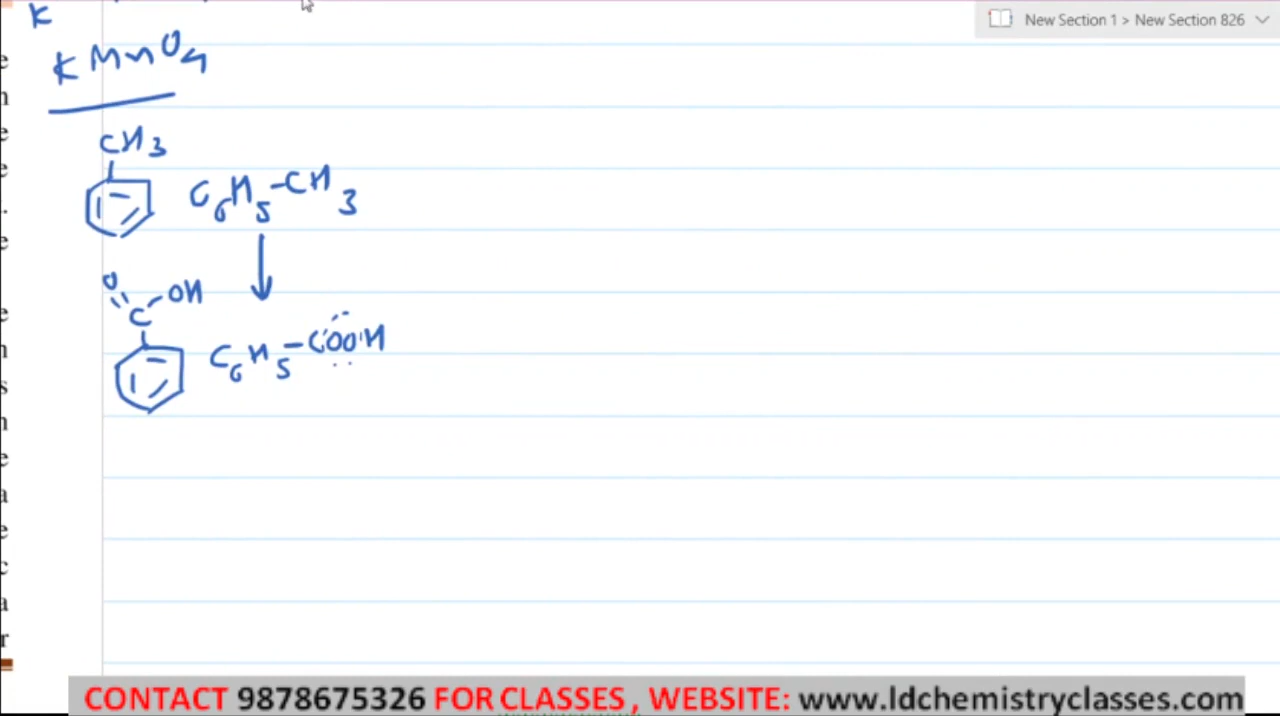 New Section 1 > New Section 826
K
KMnO4
CH3
C6H5-CH3
O
OH
C
C6H5-COOH
e
n
e
e
.
e
e
n
s
n
e
a
e
c
a
r
CONTACT 9878675326 FOR CLASSES , WEBSITE: www.ldchemistryclasses.com